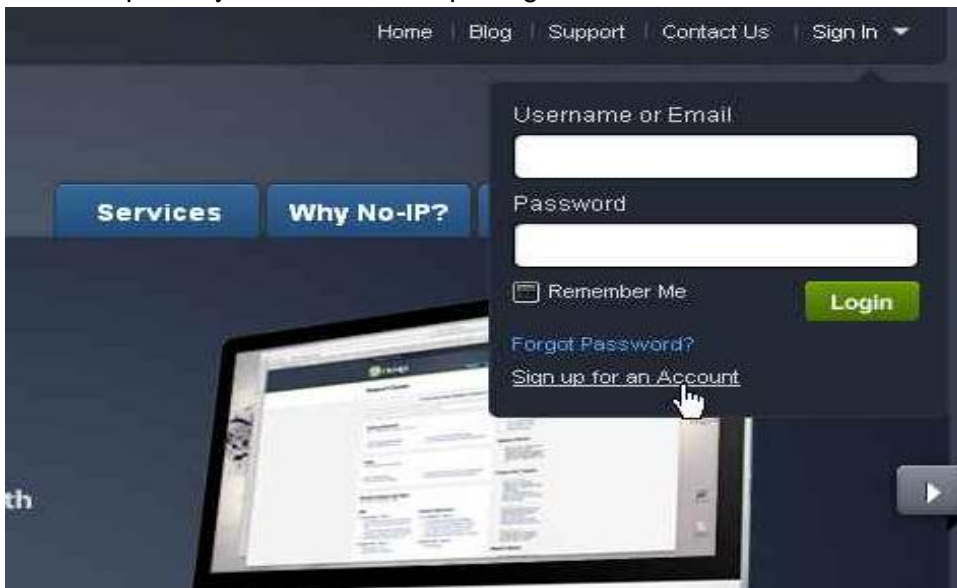 Home | Blog | Support | Contact Us | Sign In
Username or Email
Services
Why No-IP?
Password
Remember Me
Login
Forgot Password?
Sign up for an Account
th